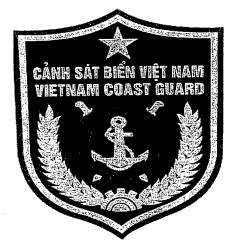 CẢNH SÁT BIỂN VIỆT NAM
VIETNAM COAST GUARD